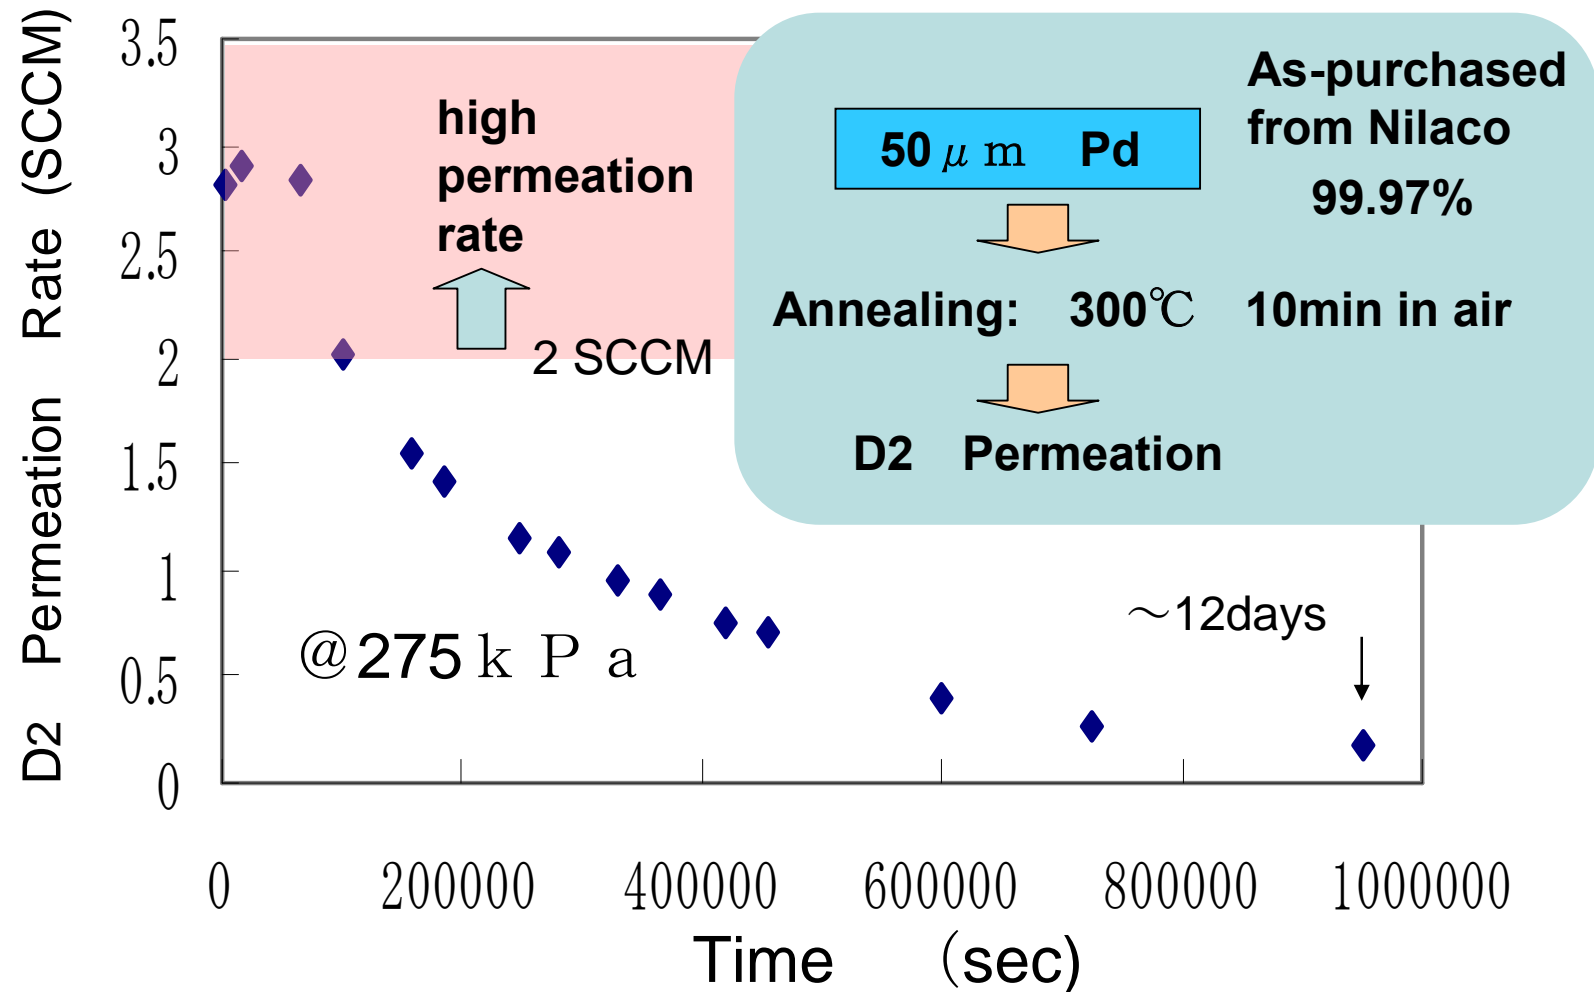 D2 Permeation Rate (SCCM)
3.5
3
2.5
2
1.5
1
0.5
0
high
permeation
rate
2 SCCM
@275ｋＰａ
～12days
As-purchased
from Nilaco
99.97%
50μｍ Pd
Annealing: 300℃ 10min in air
D2 Permeation
0 200000 400000 600000 800000 1000000
Time （sec)